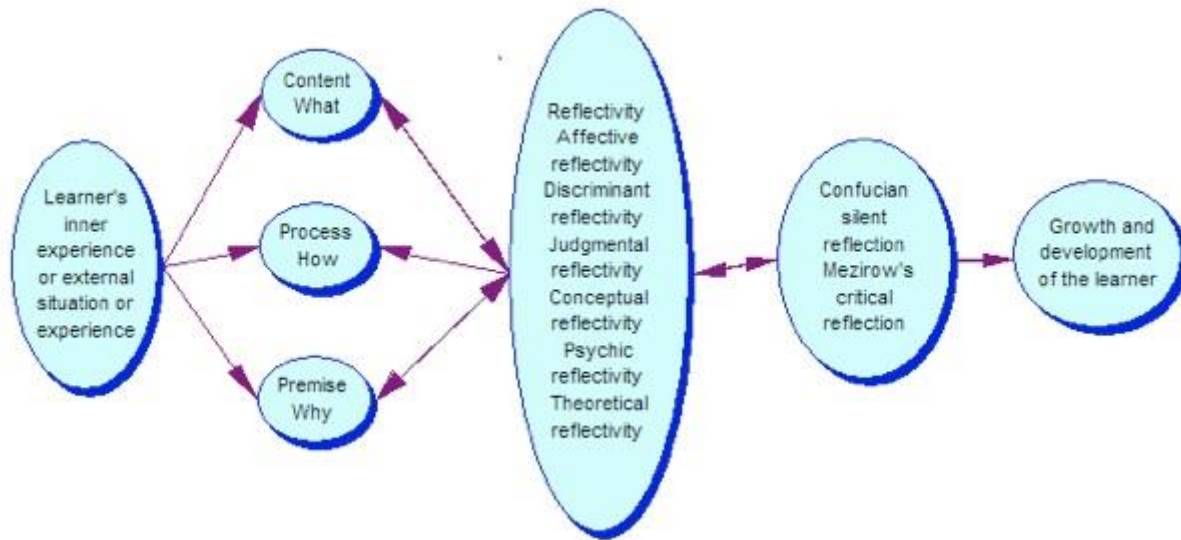 Learner's
inner
experience
or external
situation or
experience
Content
What
Process
How
Premise
Why
Reflectivity
Affective
reflectivity
Discriminant
reflectivity
Judgmental
reflectivity
Conceptual
reflectivity
Psychic
reflectivity
Theoretical
reflectivity
Confucian
silent
reflection
Mezirow's
critical
reflection
Growth and
development
of the learner